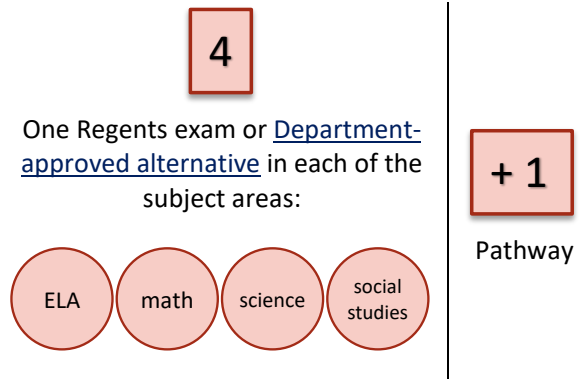 4
One Regents exam or Department-
approved alternative in each of the
subject areas:
ELA
math
science
social
studies
+ 1
Pathway